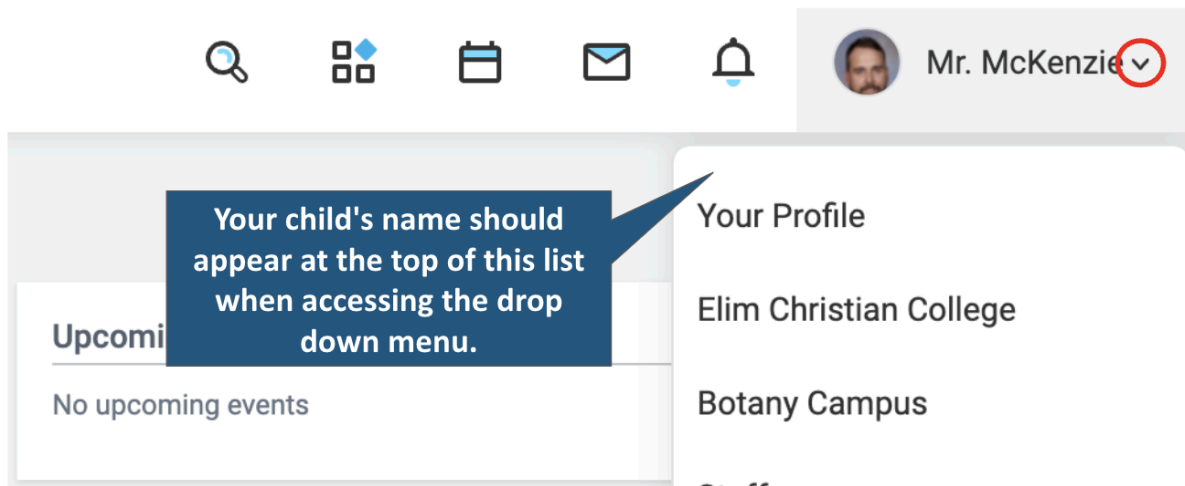 Mr. McKenzie
Your child's name should
appear at the top of this list
when accessing the drop
down menu.
Your Profile
Elim Christian College
Botany Campus
Upcomi
No upcoming events